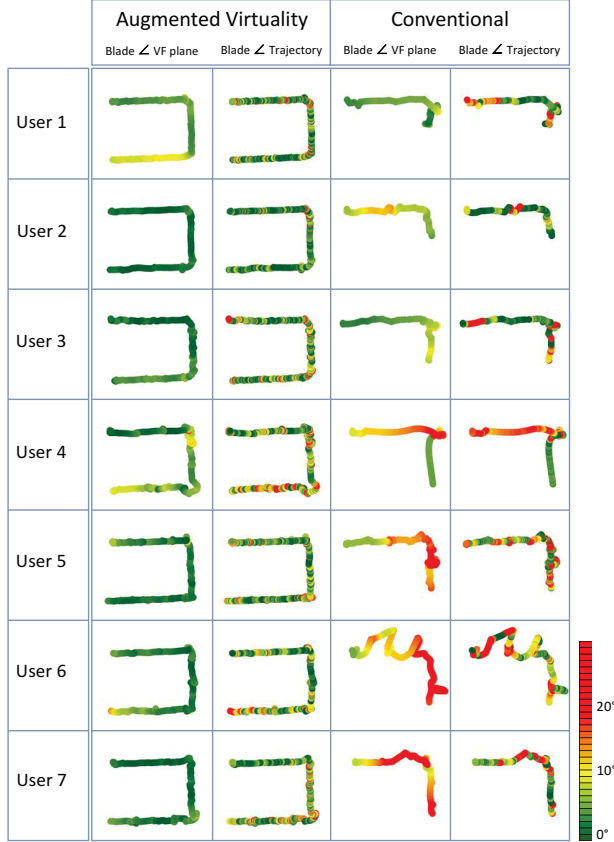 Augmented Virtuality Conventional
Blade ∠ VF plane Blade ∠ Trajectory Blade ∠ VF plane Blade ∠ Trajectory
User 1
User 2
User 3
User 4
User 5
User 6
User 7
20°
10°
0°